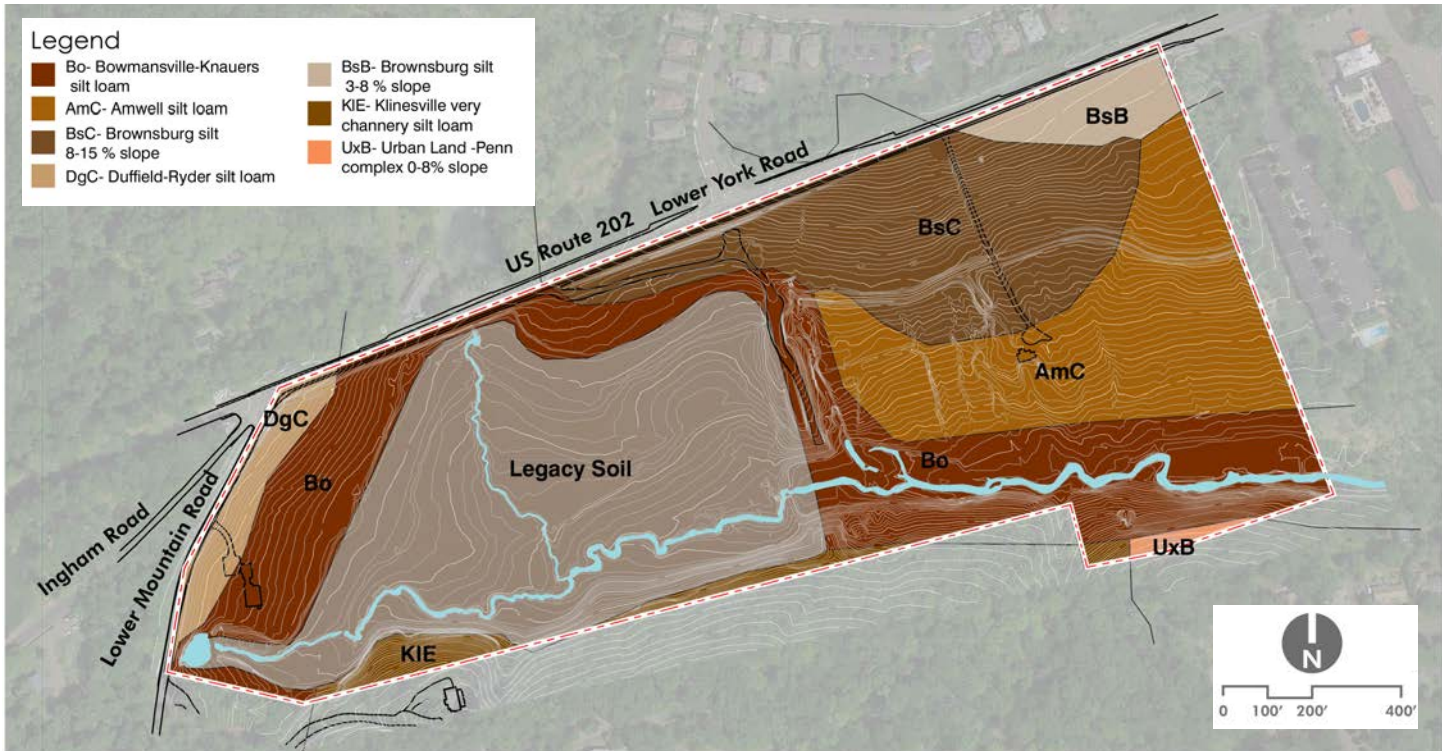 Legend
Bo- Bowmansville-Knauers
silt loam
AmC- Amwell silt loam
BsC- Brownsburg silt
8-15 % slope
DgC- Duffield-Ryder silt loam
BsB- Brownsburg silt
3-8 % slope
KIE- Klinesville very
channery silt loam
UxB- Urban Land -Penn
complex 0-8% slope
BsB
US Route 202 Lower York Road
BsC
AmC
DgC
Bo
Legacy Soil
Bo
Ingham Road
Lower Mountain Road
UxB
KIE
N
0 100' 200' 400'